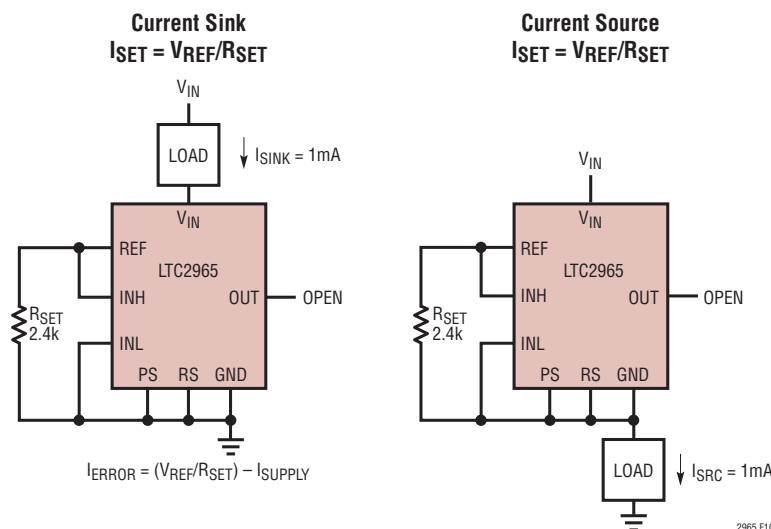 Current Sink
ISET = VREF/RSET
VIN
LOAD
ISINK = 1mA
VIN
REF
LTC2965
INH
OUT
OPEN
RSET
2.4k
INL
PS RS GND
IERROR = (VREF/RSET) – ISUPPLY
Current Source
ISET = VREF/RSET
VIN
VIN
REF
LTC2965
INH
OUT
OPEN
RSET
2.4k
INL
PS RS GND
LOAD
ISRC = 1mA